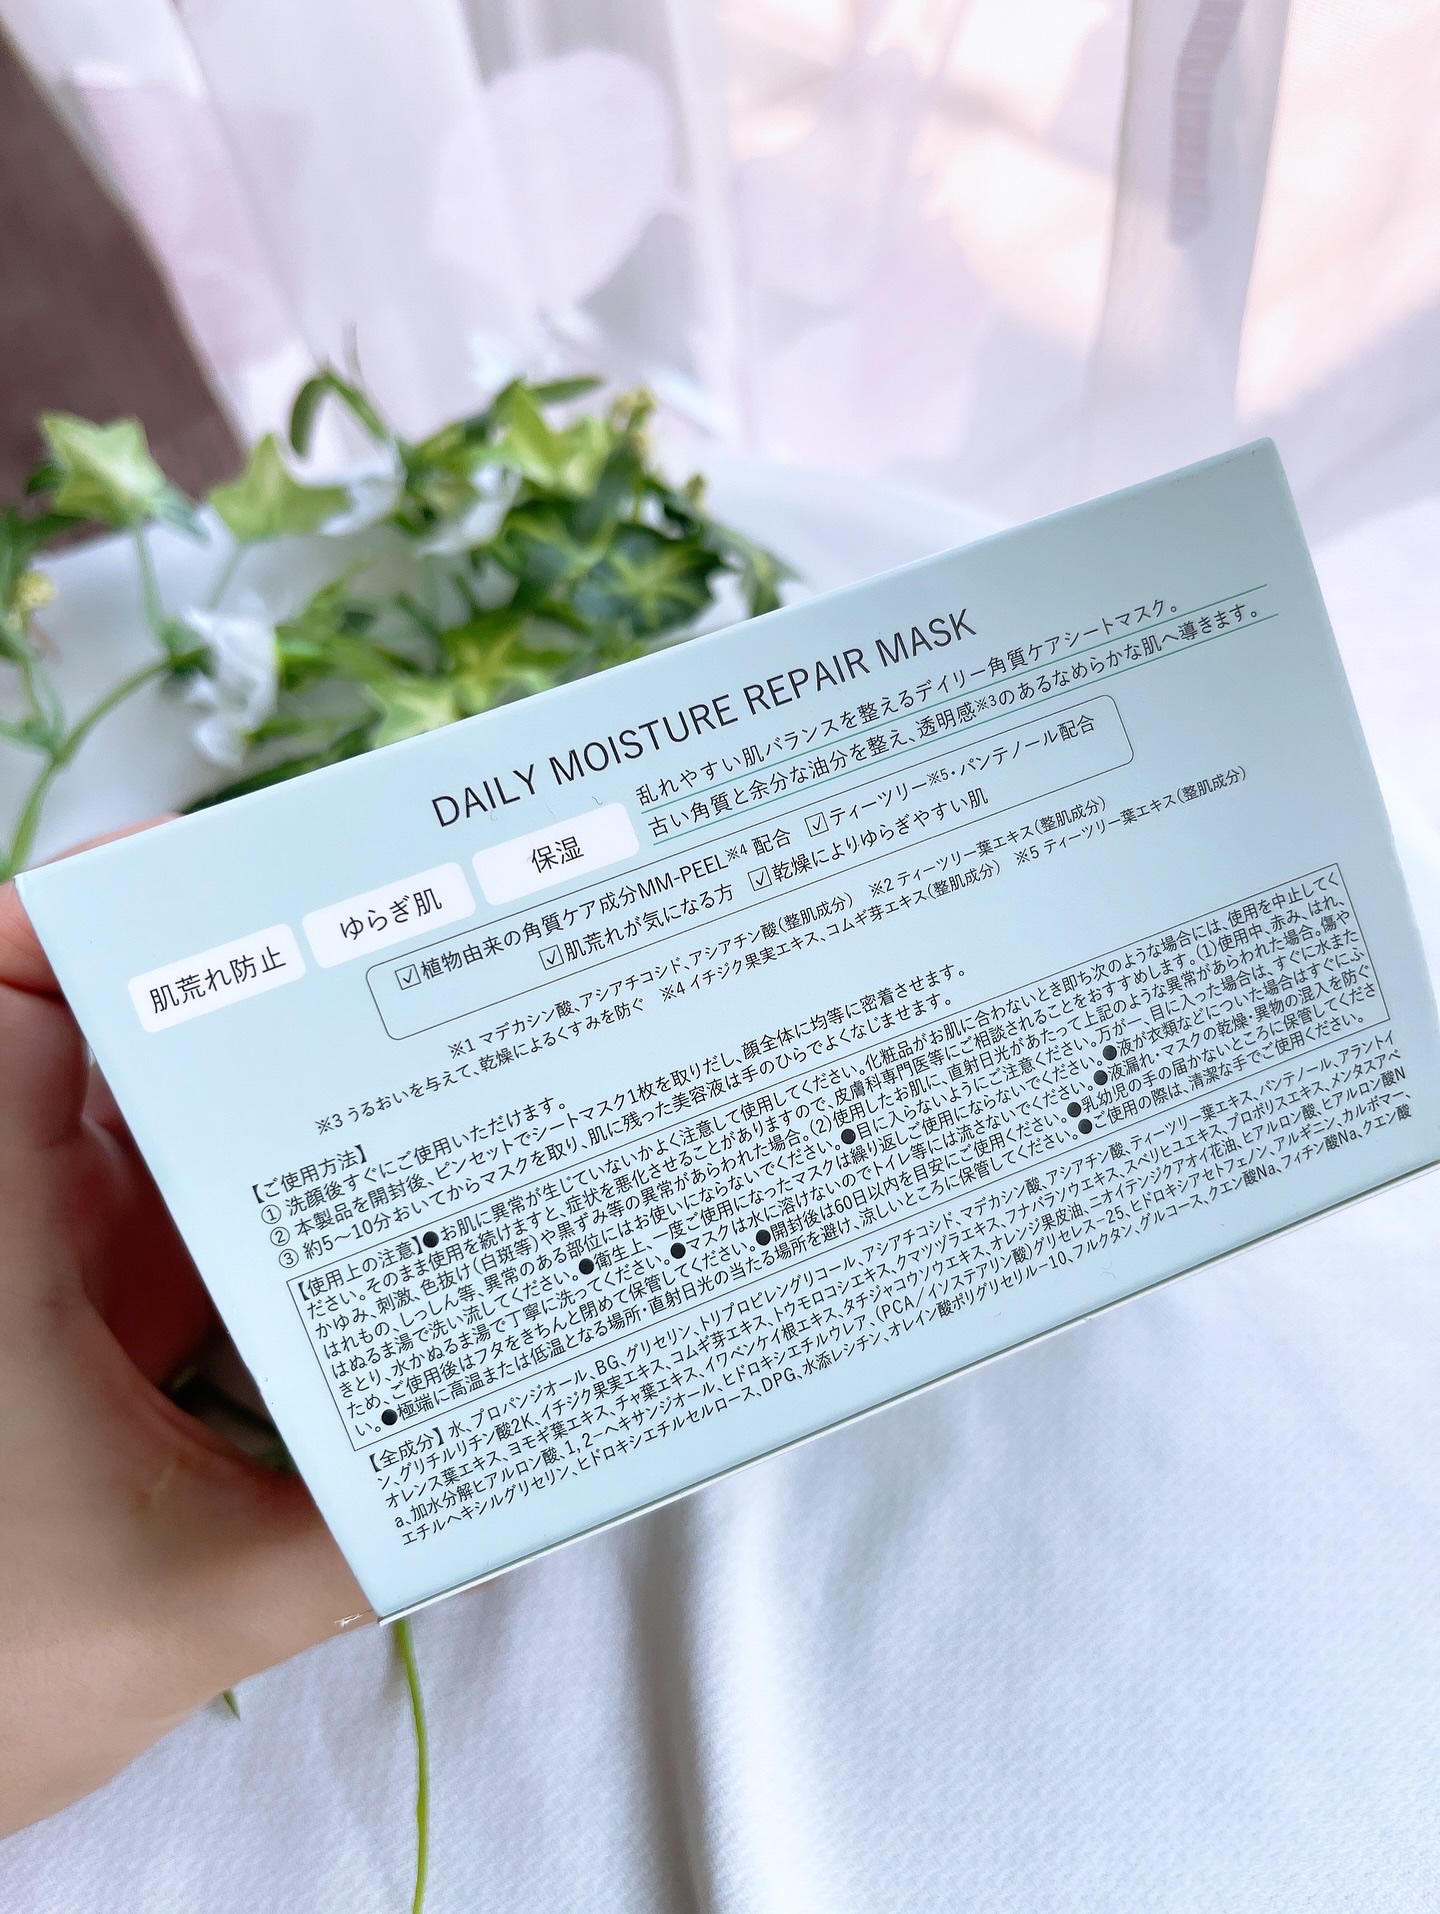 DAILY MOISTURE REPAIR MASK
肌荒れ防止
ゆらぎ肌
保湿
乱れやすい肌バランスを整えるデイリー角質ケアシートマスク。
古い角質と余分な油分を整え、透明感※3のあるなめらかな肌へ導きます。
植物由来の角質ケア成分MM-PEEL※4 配合 ティーツリー※5・パンテノール配合
肌荒れが気になる方 乾燥によりゆらぎやすい肌
※1 マデカシン酸、アシアチコシド、アシアチン酸(整肌成分) ※2 ティーツリー葉エキス(整肌成分)
※3 うるおいを与えて、乾燥によるくすみを防ぐ ※4 イチジク果実エキス、コムギ芽エキス(整肌成分) ※5 ティーツリー葉エキス(整肌成分)
【ご使用方法】
① 洗顔後すぐにご使用いただけます。
② 本製品を開封後、ピンセットでシートマスク1枚を取りだし、顔全体に均等に密着させます。
③ 約5～10分おいてからマスクを取り、肌に残った美容液は手のひらでよくなじませます。
【使用上の注意】●お肌に異常が生じていないかよく注意して使用してください。化粧品がお肌に合わないとき即ち次のような場合には、使用を中止してく
ださい。そのまま使用を続けますと、症状を悪化させることがありますので、皮膚科専門医等にご相談されることをおすすめします。(1)使用中、赤み、はれ、
かゆみ、刺激、色抜け(白斑等)や黒ずみ等の異常があらわれた場合。(2)使用したお肌に、直射日光があたって上記のような異常があらわれた場合。傷や
はれもの、しっしん等、異常のある部位にはお使いにならないでください。●目に入らないようにご注意ください。万が一、目に入った場合は、すぐに水また
はぬるま湯で洗い流してください。●衛生上、一度ご使用になったマスクは繰り返しご使用にならないでください。●液が衣類などについた場合はすぐにふ
きとり、水かぬるま湯で丁寧に洗ってください。●マスクは水に溶けないのでトイレ等には流さないでください。●液漏れ・マスクの乾燥・異物の混入を防ぐ
ため、ご使用後はフタをきちんと閉めて保管してください。●開封後は60日以内を目安にご使用ください。●乳幼児の手の届かないところに保管してくださ
い。●極端に高温または低温となる場所・直射日光の当たる場所を避け、涼しいところに保管してください。●ご使用の際は、清潔な手でご使用ください。
【全成分】水、プロパンジオール、BG、グリセリン、トリプロピレングリコール、アシアチコシド、マデカシン酸、アシアチン酸、ティーツリー葉エキス、パンテノール、アラントイ
ン、グリチルリチン酸2K、イチジク果実エキス、コムギ芽エキス、トウモロコシエキス、クマツヅラエキス、フナバラソウエキス、スペリヒユエキス、プロポリスエキス、メンタスアベ
オレンス葉エキス、ヨモギ葉エキス、チャ葉エキス、イワベンケイ根エキス、タチジャコウソウエキス、オレンジ果皮油、ニオイテンジクアオイ花油、ヒアルロン酸、ヒアルロン酸N
a、加水分解ヒアルロン酸、1,2-ヘキサンジオール、ヒドロキシエチルウレア、(PCA/イソステアリン酸)グリセレス-25、ヒドロキシアセトフェノン、アルギニン、カルボマー、
エチルヘキシルグリセリン、ヒドロキシエチルセルロース、DPG、水添レシチン、オレイン酸ポリグリセリル-10、フルクタン、グルコース、クエン酸Na、フィチン酸Na、クエン酸